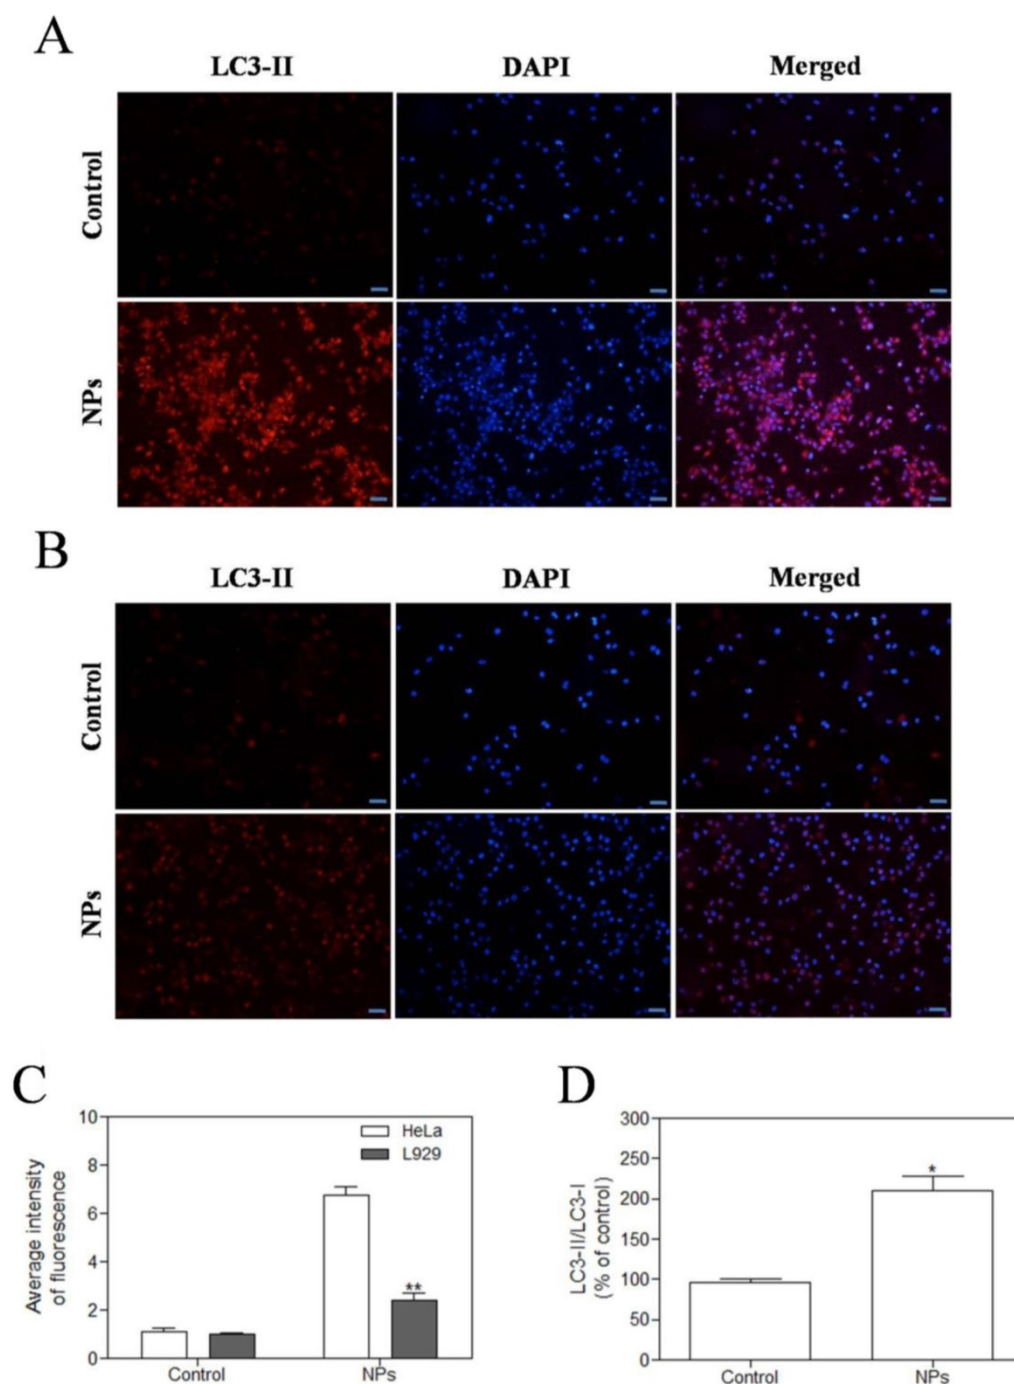 A
LC3-II DAPI Merged
Control
NPs
B
LC3-II DAPI Merged
Control
NPs
C
10
8
6
4
2
0
Average intensity
of fluorescence
HeLa
L929
**
Control NPs
D
300
250
200
150
100
50
0
LC3-II/LC3-I
(% of control)
*
Control NPs